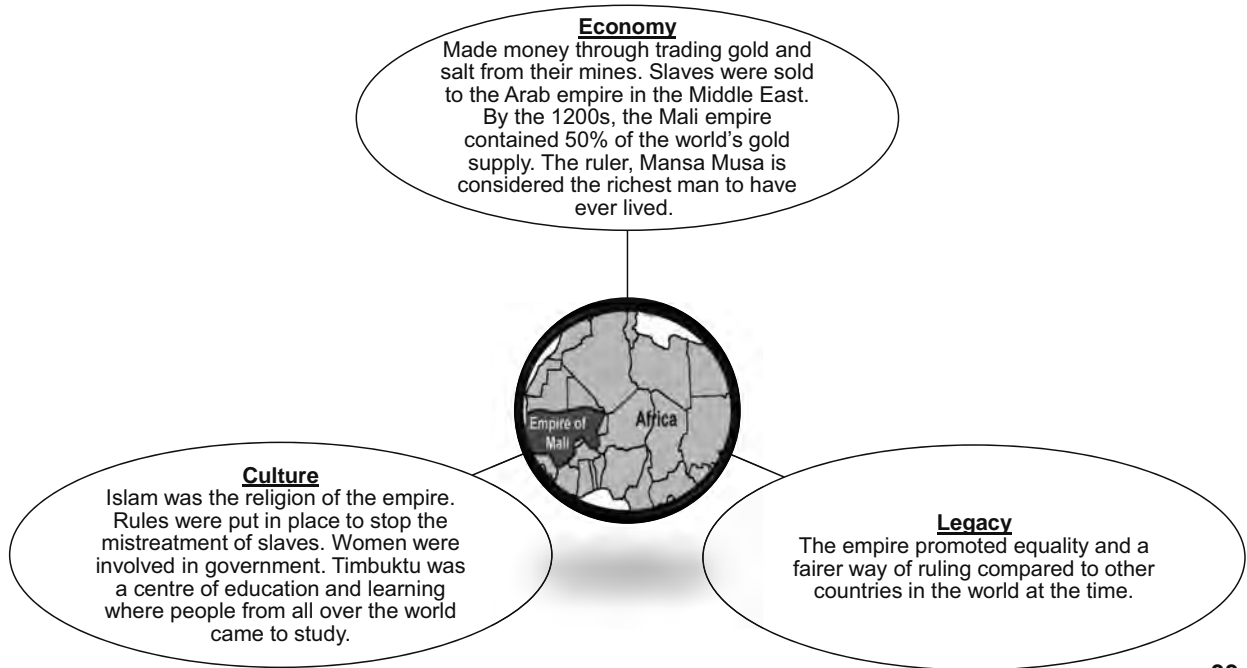 Economy
Made money through trading gold and
salt from their mines. Slaves were sold
to the Arab empire in the Middle East.
By the 1200s, the Mali empire
contained 50% of the world's gold
supply. The ruler, Mansa Musa is
considered the richest man to have
ever lived.
Empire of
Mali
Africa
Culture
Islam was the religion of the empire.
Rules were put in place to stop the
mistreatment of slaves. Women were
involved in government. Timbuktu was
a centre of education and learning
where people from all over the world
came to study.
Legacy
The empire promoted equality and a
fairer way of ruling compared to other
countries in the world at the time.